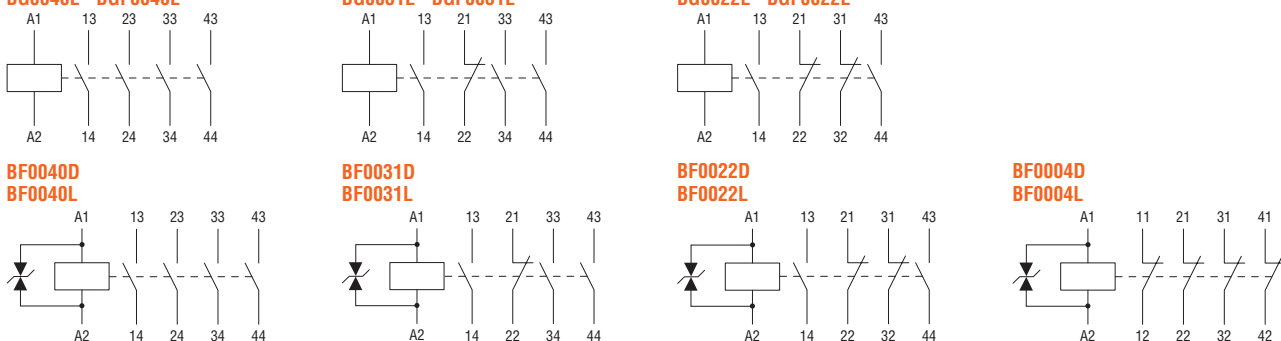 A1 13 23 33 43
A1 13 21 33 43
A1 13 21 31 43
A2 14 24 34 44
A2 14 22 34 44
A2 14 22 32 44
BF0040D
BF0040L
BF0031D
BF0031L
BF0022D
BF0022L
BF0004D
BF0004L
A1 13 23 33 43
A1 13 21 33 43
A1 13 21 31 43
A1 11 21 31 41
A2 14 24 34 44
A2 14 22 34 44
A2 14 22 32 44
A2 12 22 32 42